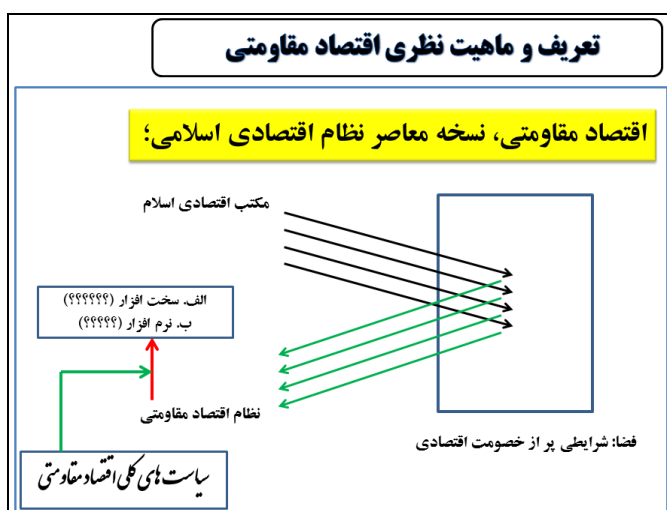 تعریف و ماهیت نظری اقتصاد مقاومتی
اقتصاد مقاومتی، نسخه معاصر نظام اقتصادی اسلامی؛
مکتب اقتصادی اسلام
الف. سخت افزار (؟؟؟؟؟؟)
ب. نرم افزار (؟؟؟؟؟)
نظام اقتصاد مقاومتی
فضا: شرایطی پر از خصومت اقتصادی
سیاست های کلی اقتصاد مقاومتی